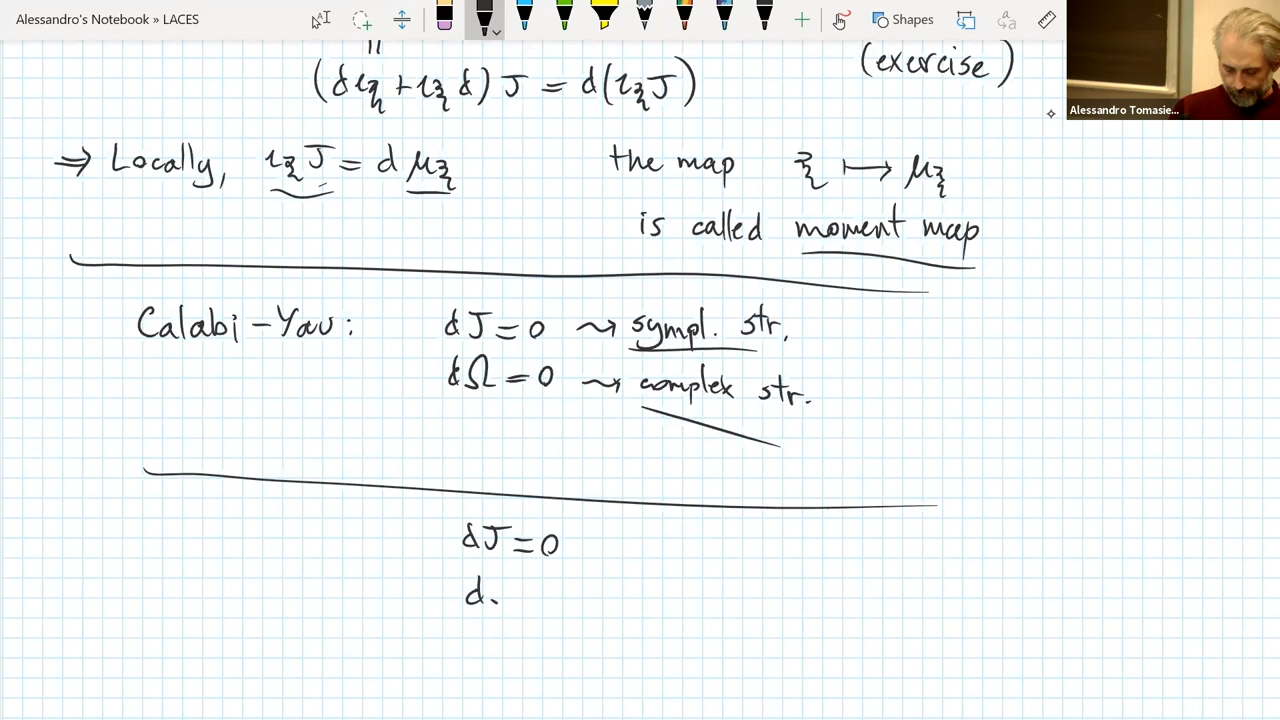 Alessandro's Notebook » LACES
Shapes
Alessandro Tomasie...
(exercise)
(dι_ξ + ι_ξ d) J = d(ι_ξ J)
⇒ Locally, ι_ξ J = d μ_ξ
the map ξ ↦ μ_ξ
is called moment map
Calabi-Yau: dJ = 0 ⇝ sympl. str.
dΩ = 0 ⇝ complex str.
dJ = 0
d.